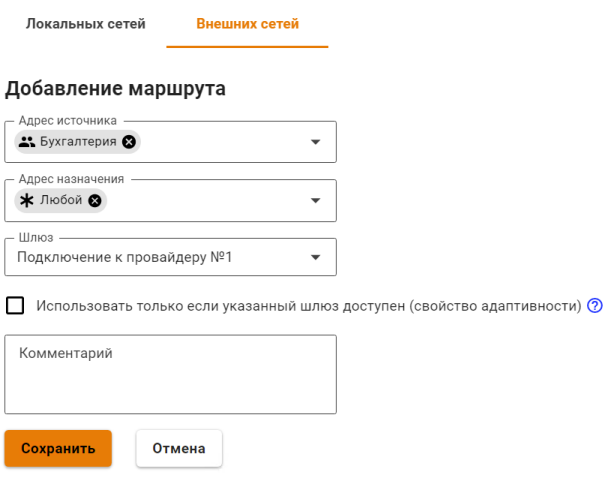 Локальных сетей
Внешних сетей
Добавление маршрута
Адрес источника
Бухгалтерия
Адрес назначения
Любой
Шлюз
Подключение к провайдеру №1
Использовать только если указанный шлюз доступен (свойство адаптивности) ?
Комментарий
Сохранить
Отмена